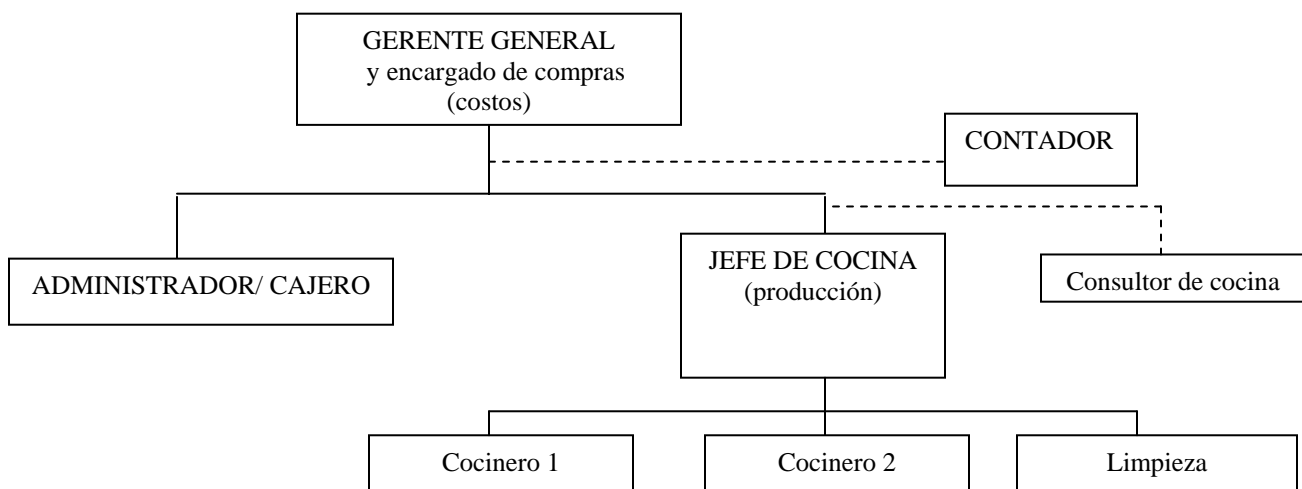 GERENTE GENERAL
y encargado de compras
(costos)
CONTADOR
ADMINISTRADOR/ CAJERO
JEFE DE COCINA
(producción)
Consultor de cocina
Cocinero 1
Cocinero 2
Limpieza